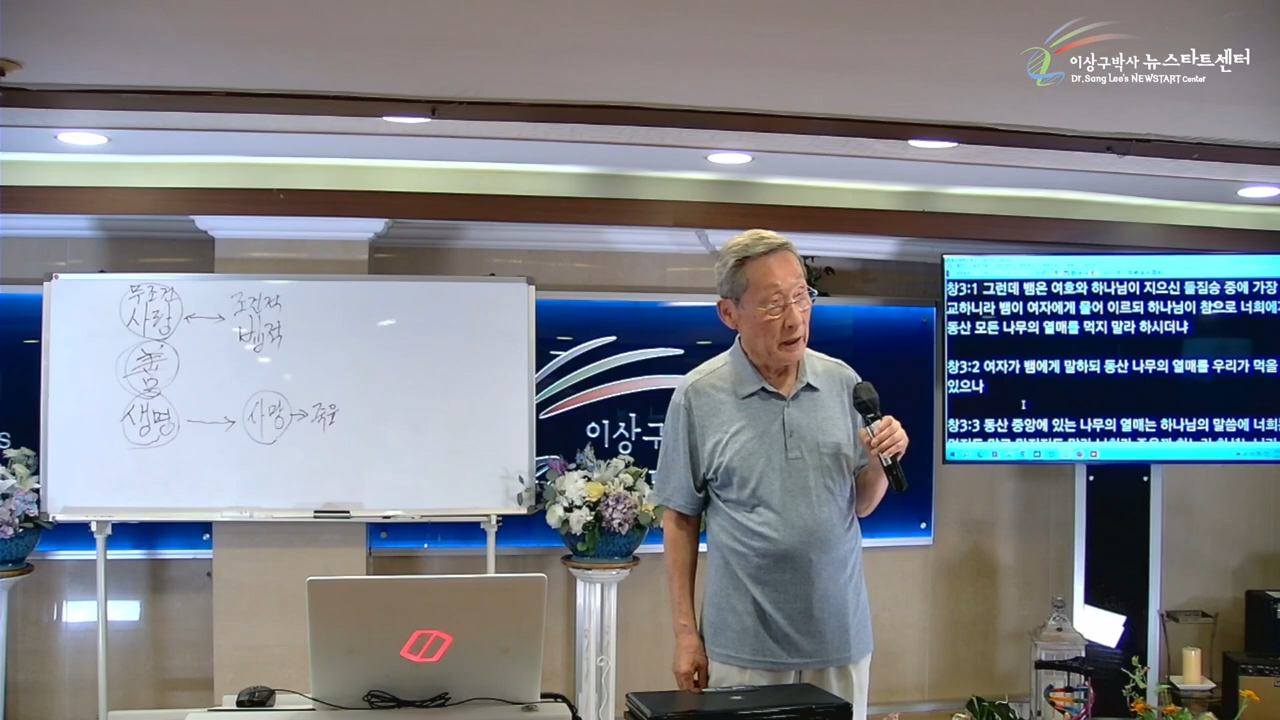 이상구박사 뉴스타트센터
Dr. Sang Lee's NEWSTART Center
무조건
사랑 ↔ 조건적
법적
생명 → 사망 → 죽음
이상구
s
창3:1 그런데 뱀은 여호와 하나님이 지으신 들짐승 중에 가장
교하니라 뱀이 여자에게 물어 이르되 하나님이 참으로 너희에게
동산 모든 나무의 열매를 먹지 말라 하시더냐
창3:2 여자가 뱀에게 말하되 동산 나무의 열매를 우리가 먹을
있으나
창3:3 동산 중앙에 있는 나무의 열매는 하나님의 말씀에 너희는